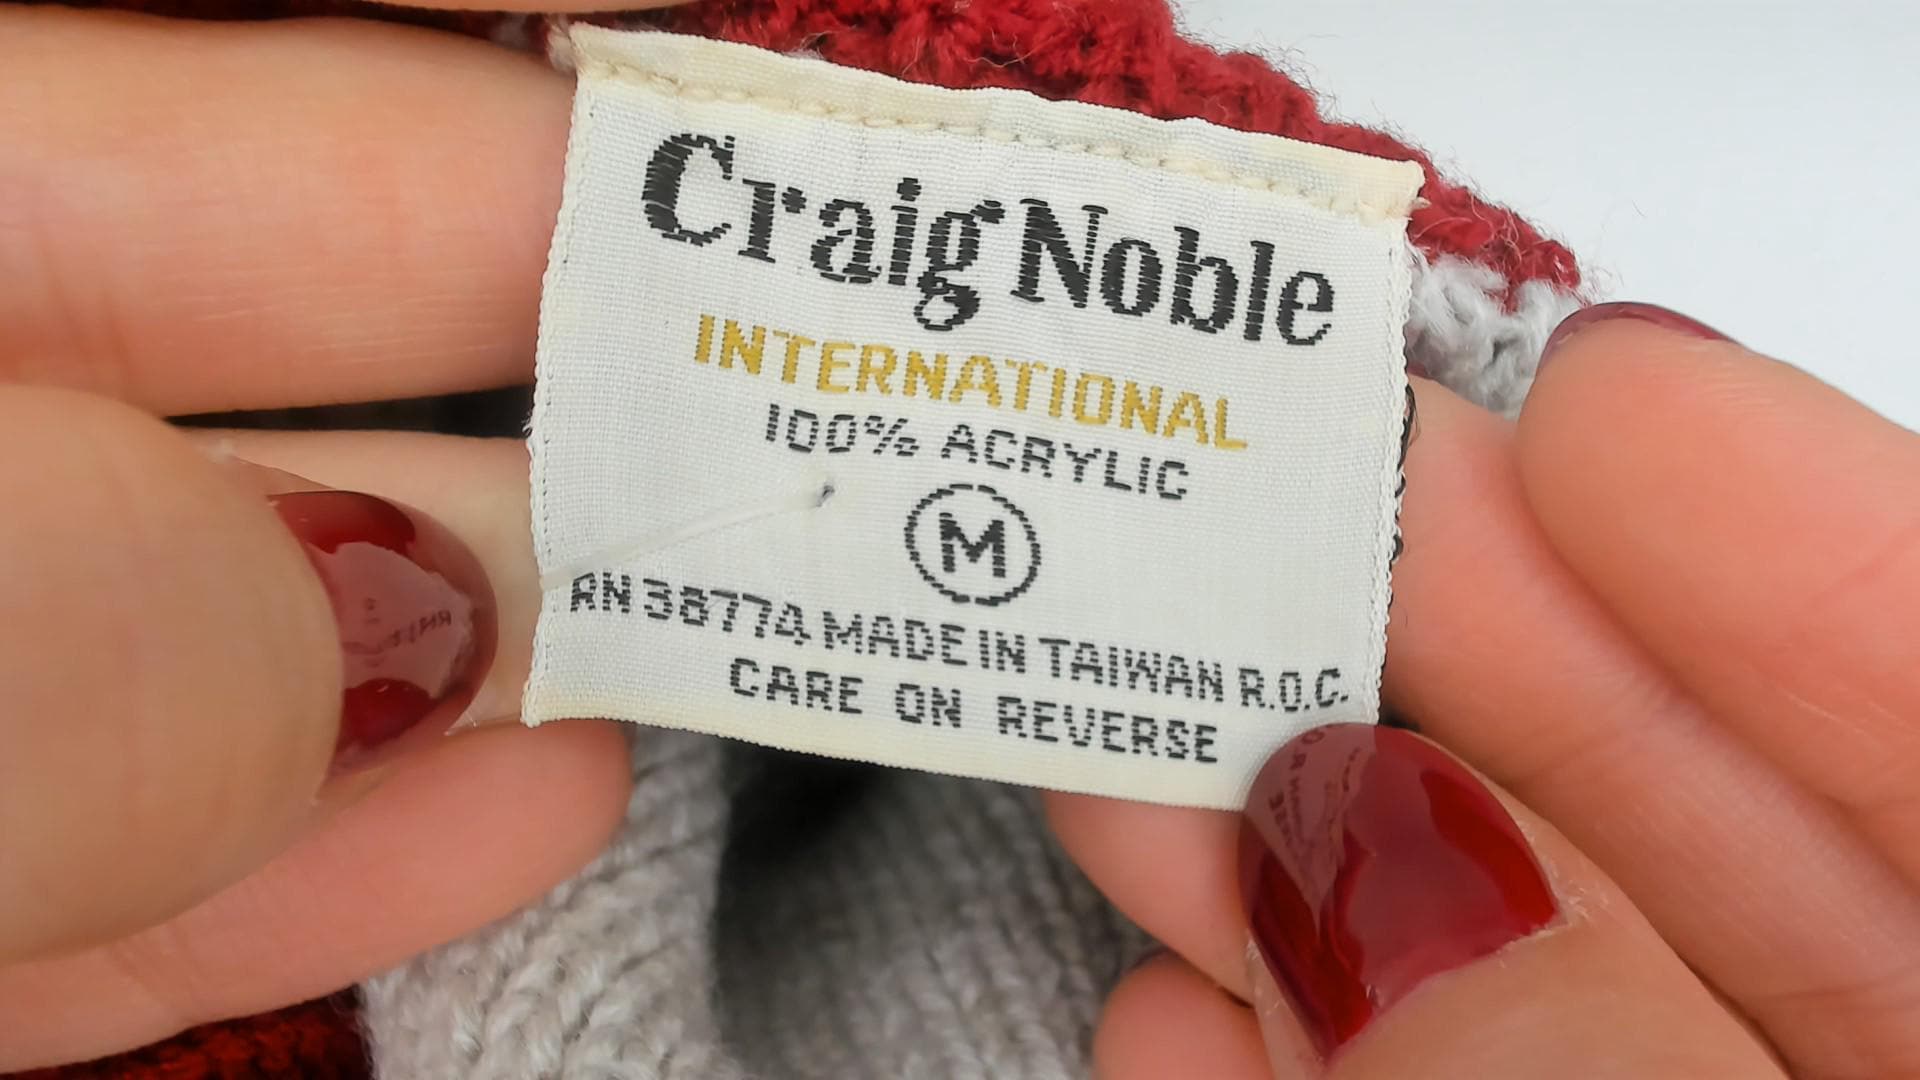 Craig Noble
INTERNATIONAL
100% ACRYLIC
M
RN 38774 MADE IN TAIWAN R.O.C.
CARE ON REVERSE